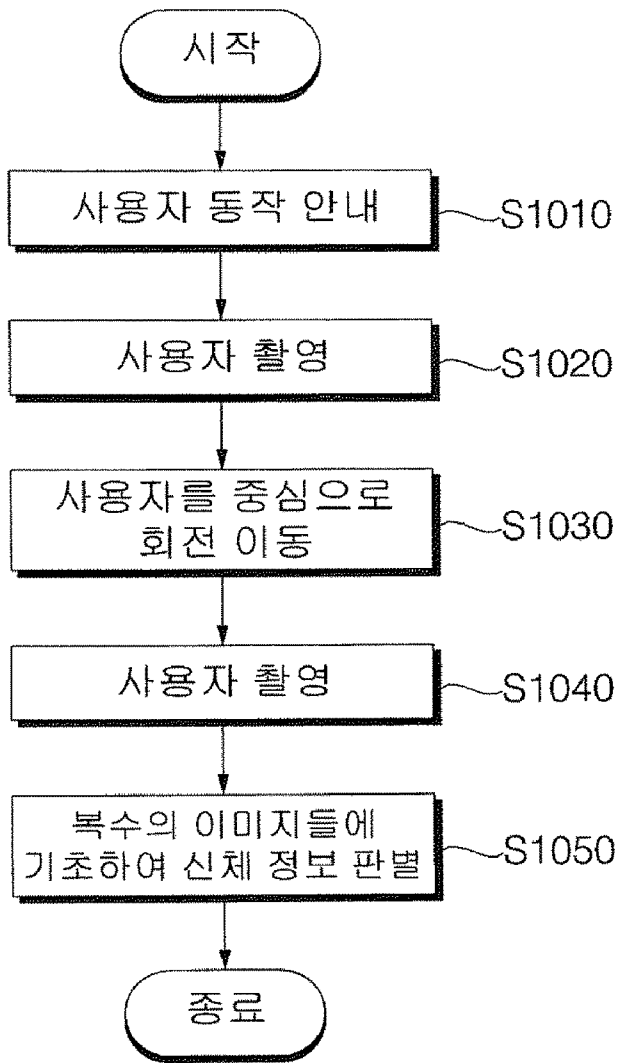 시작
사용자 동작 안내
S1010
사용자 촬영
S1020
사용자를 중심으로
회전 이동
S1030
사용자 촬영
S1040
복수의 이미지들에
기초하여 신체 정보 판별
S1050
종료